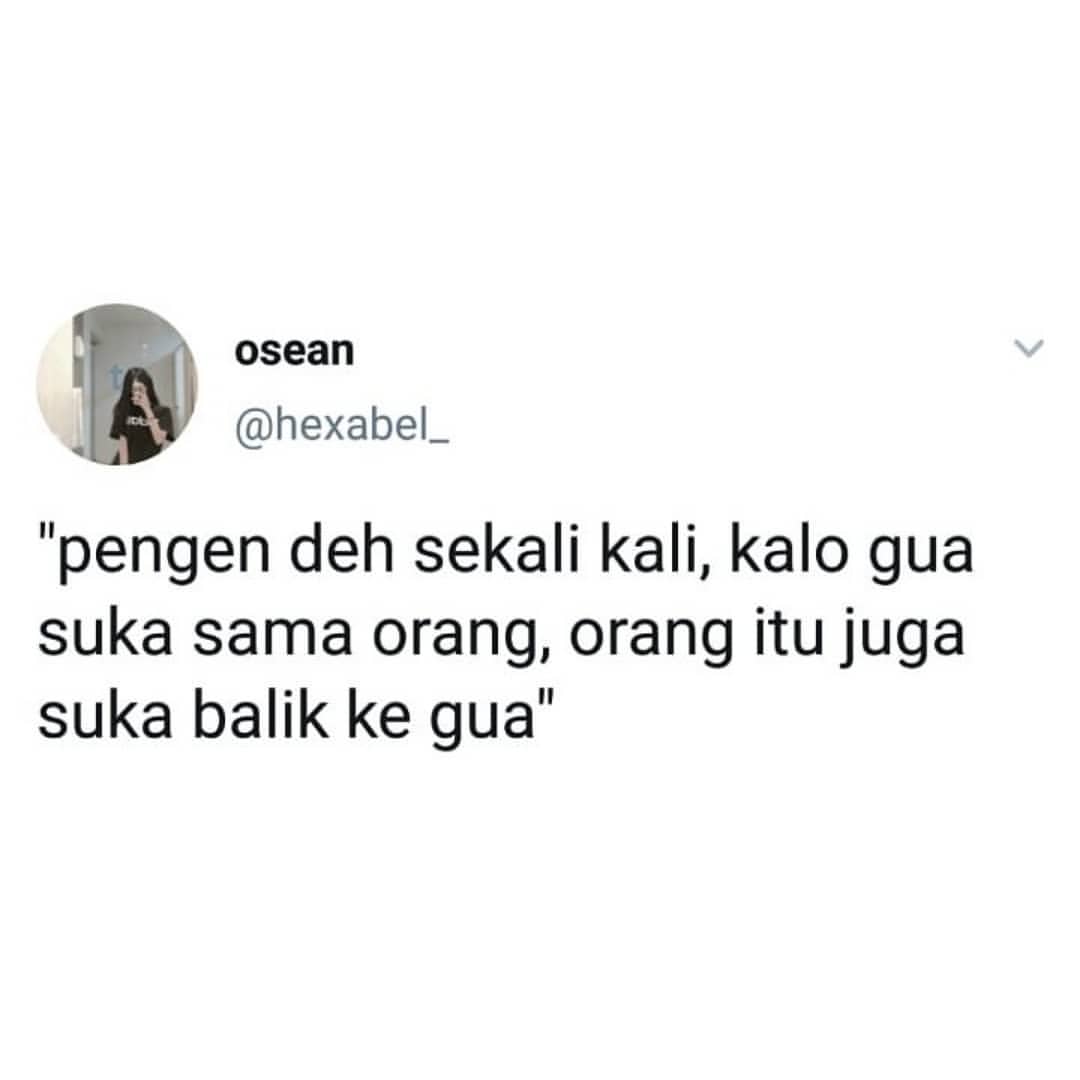 osean
@hexabel_
"pengen deh sekali kali, kalo gua
suka sama orang, orang itu juga
suka balik ke gua"